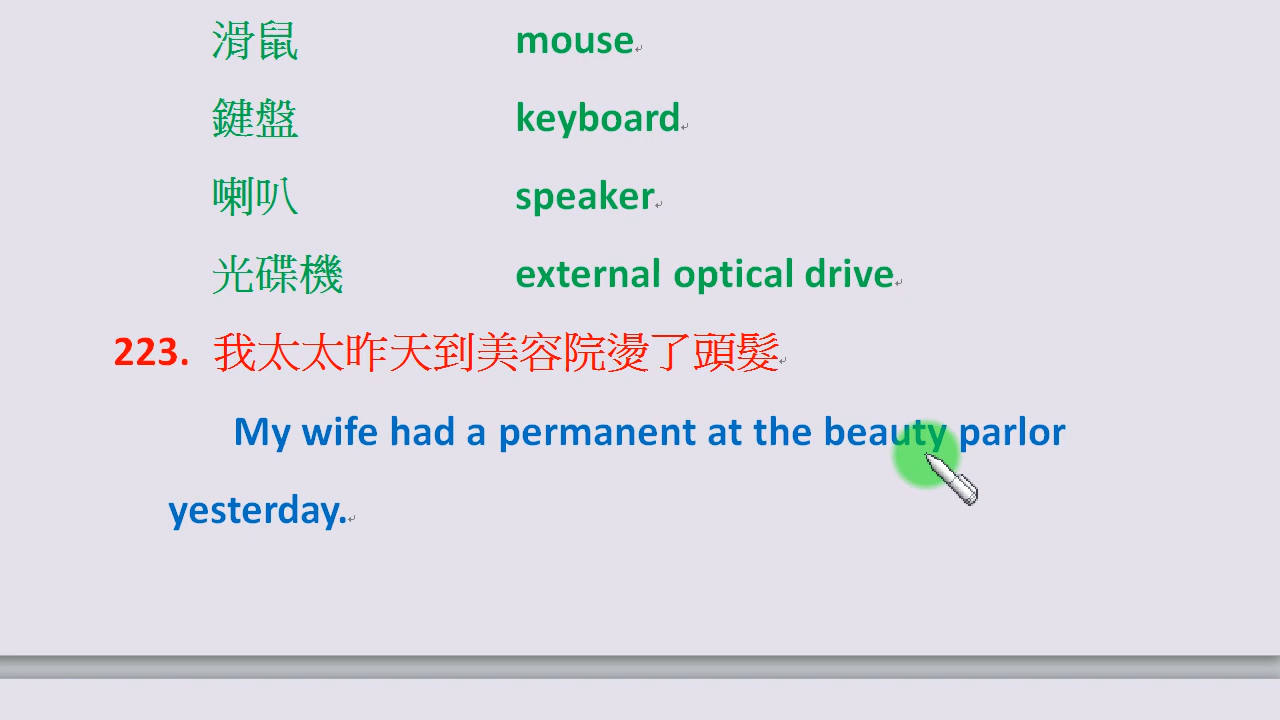 滑鼠 mouse
鍵盤 keyboard
喇叭 speaker
光碟機 external optical drive
223. 我太太昨天到美容院燙了頭髮
My wife had a permanent at the beauty parlor
yesterday.